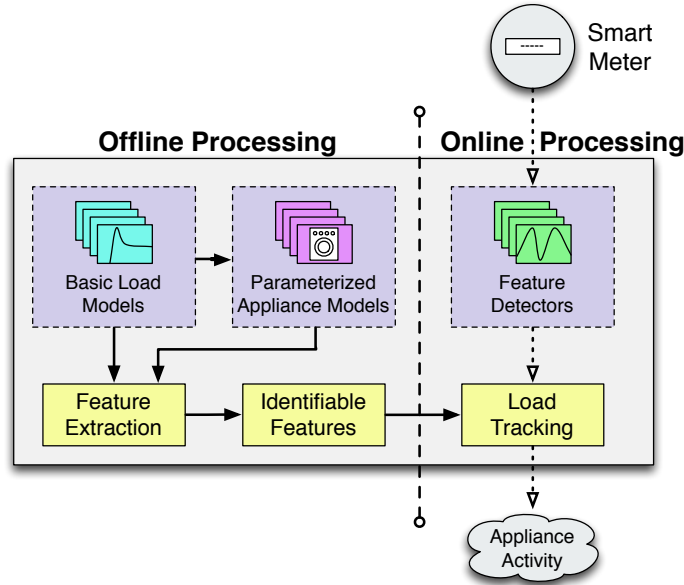 Smart
Meter
Offline Processing
Online Processing
Basic Load
Models
Parameterized
Appliance Models
Feature
Detectors
Feature
Extraction
Identifiable
Features
Load
Tracking
Appliance
Activity